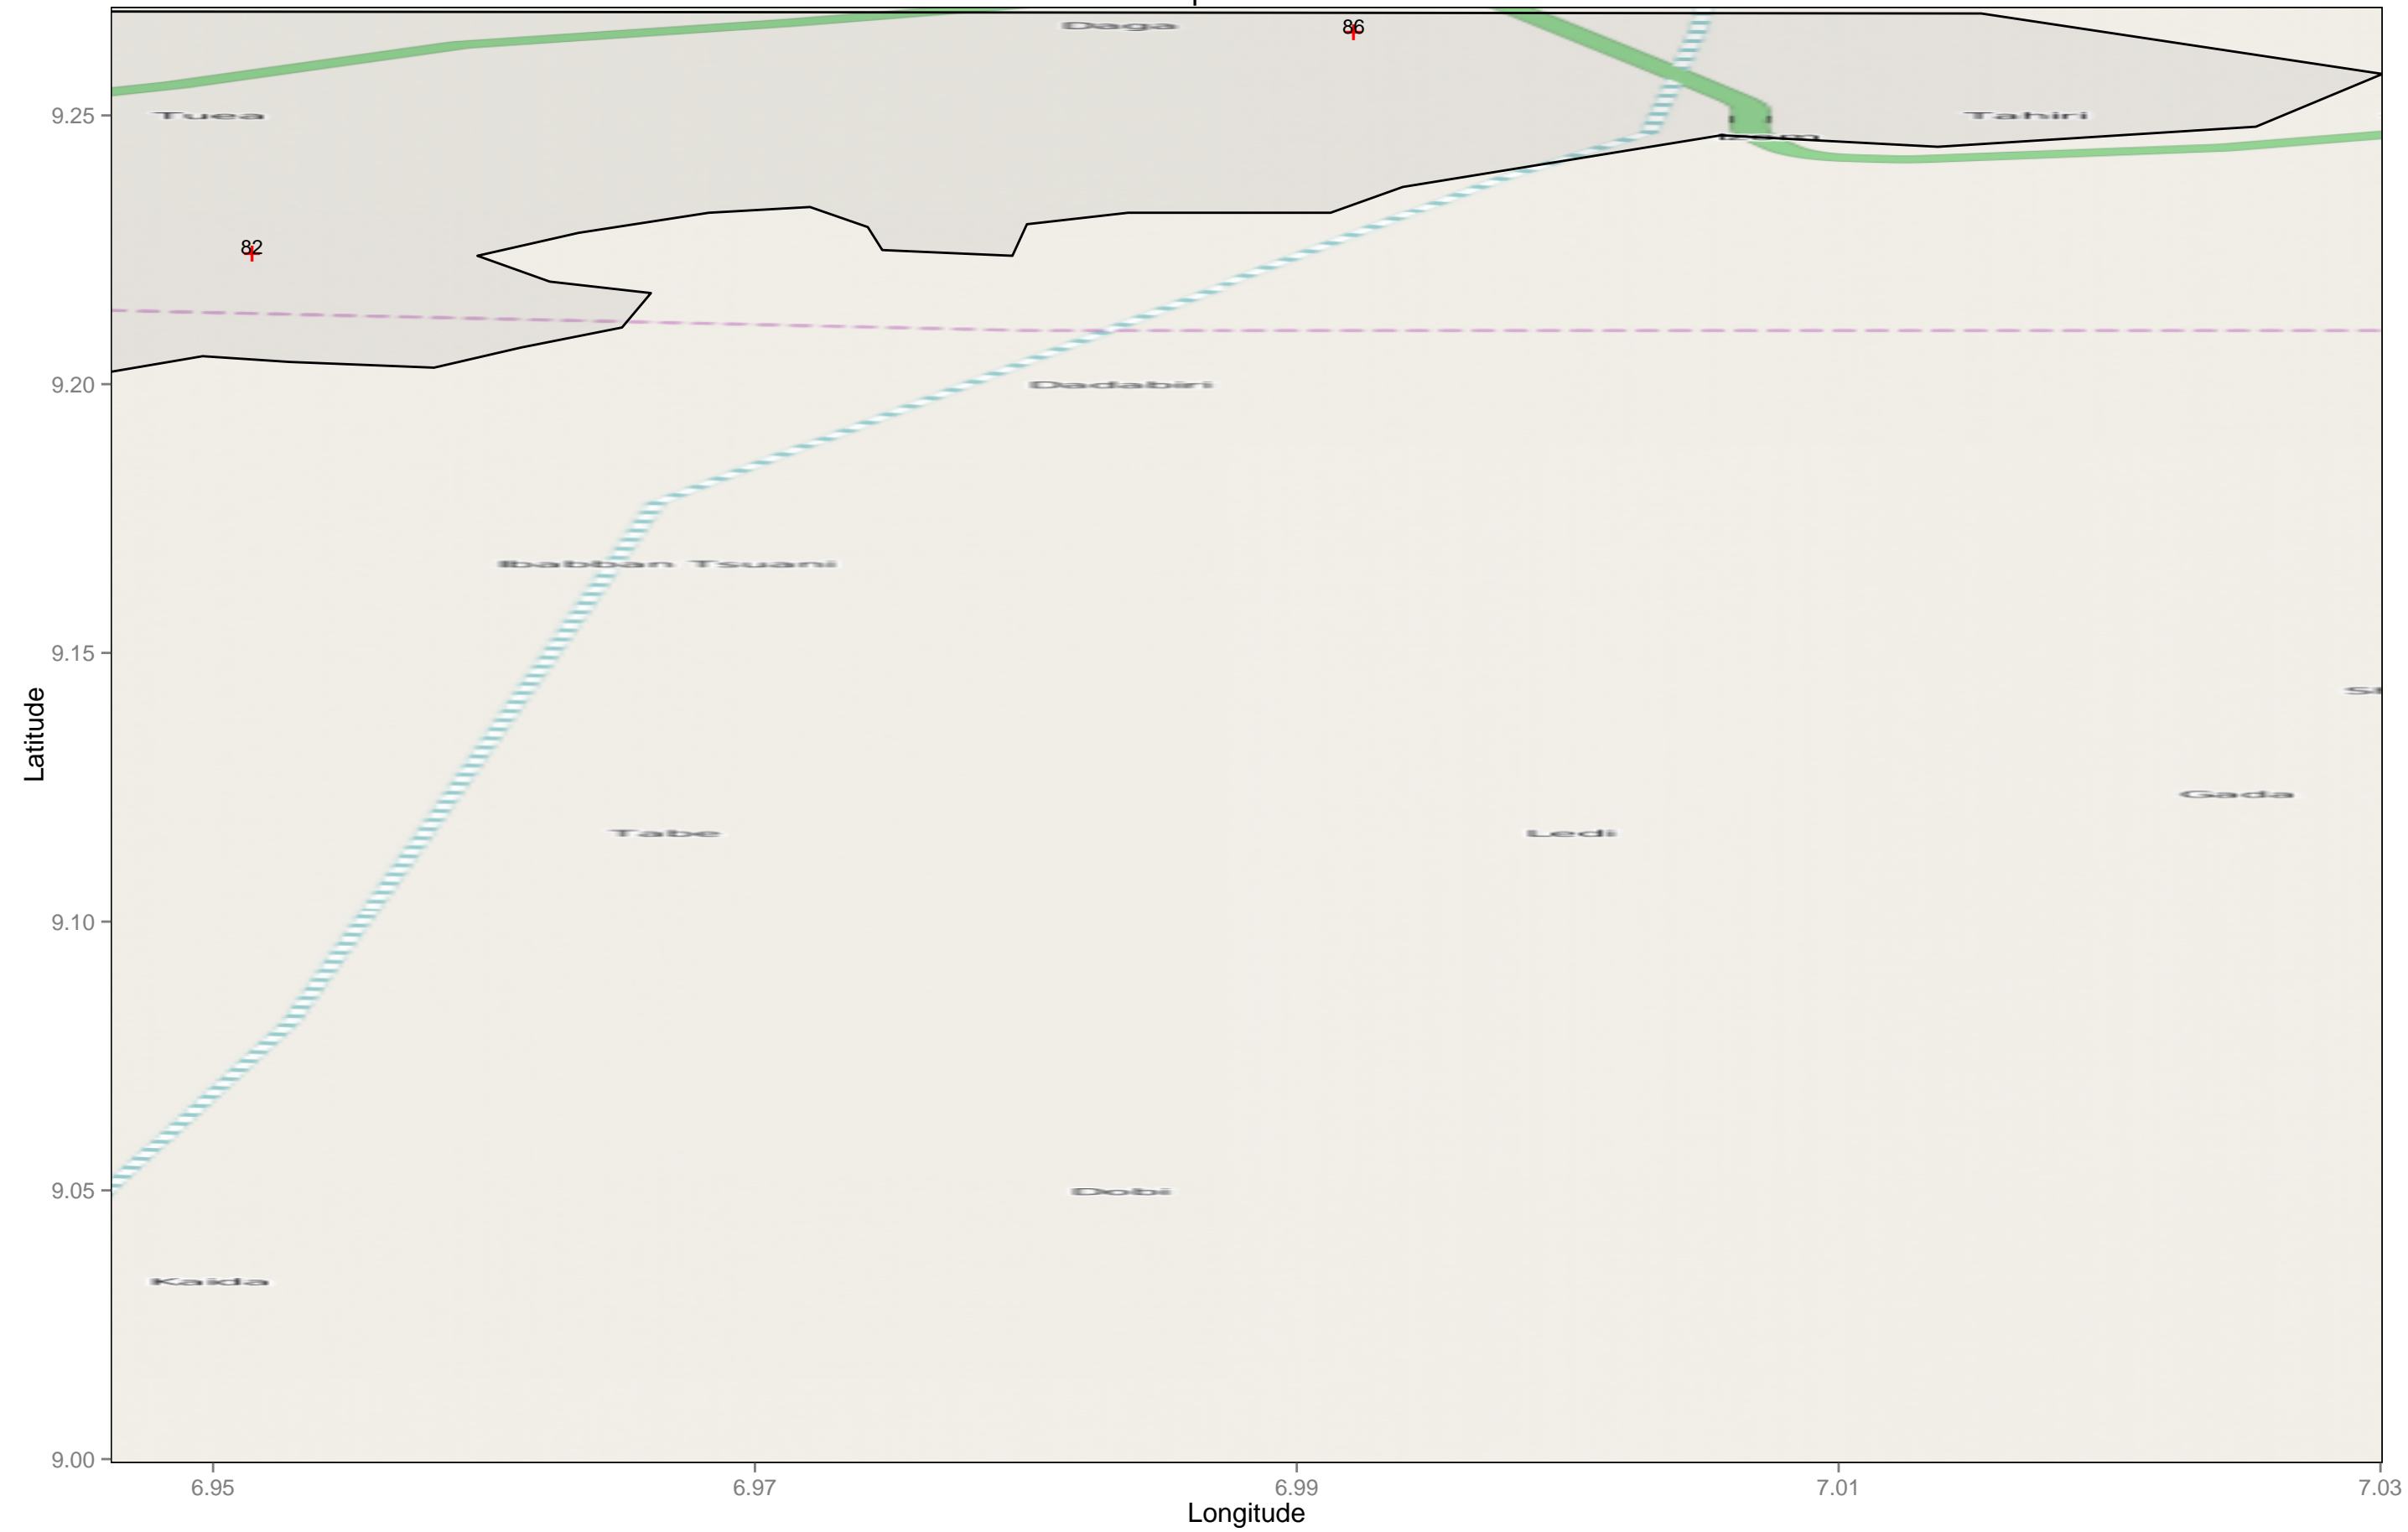 Daga
86
9.25
Tuea
Tahiri
82
9.20
Dadabiri
Ibabban Tsuani
9.15
Latitude
Gada
Tabe
Ledi
9.10
9.05
Dobi
Kaida
9.00
6.95
6.97
6.99
7.01
7.03
Longitude